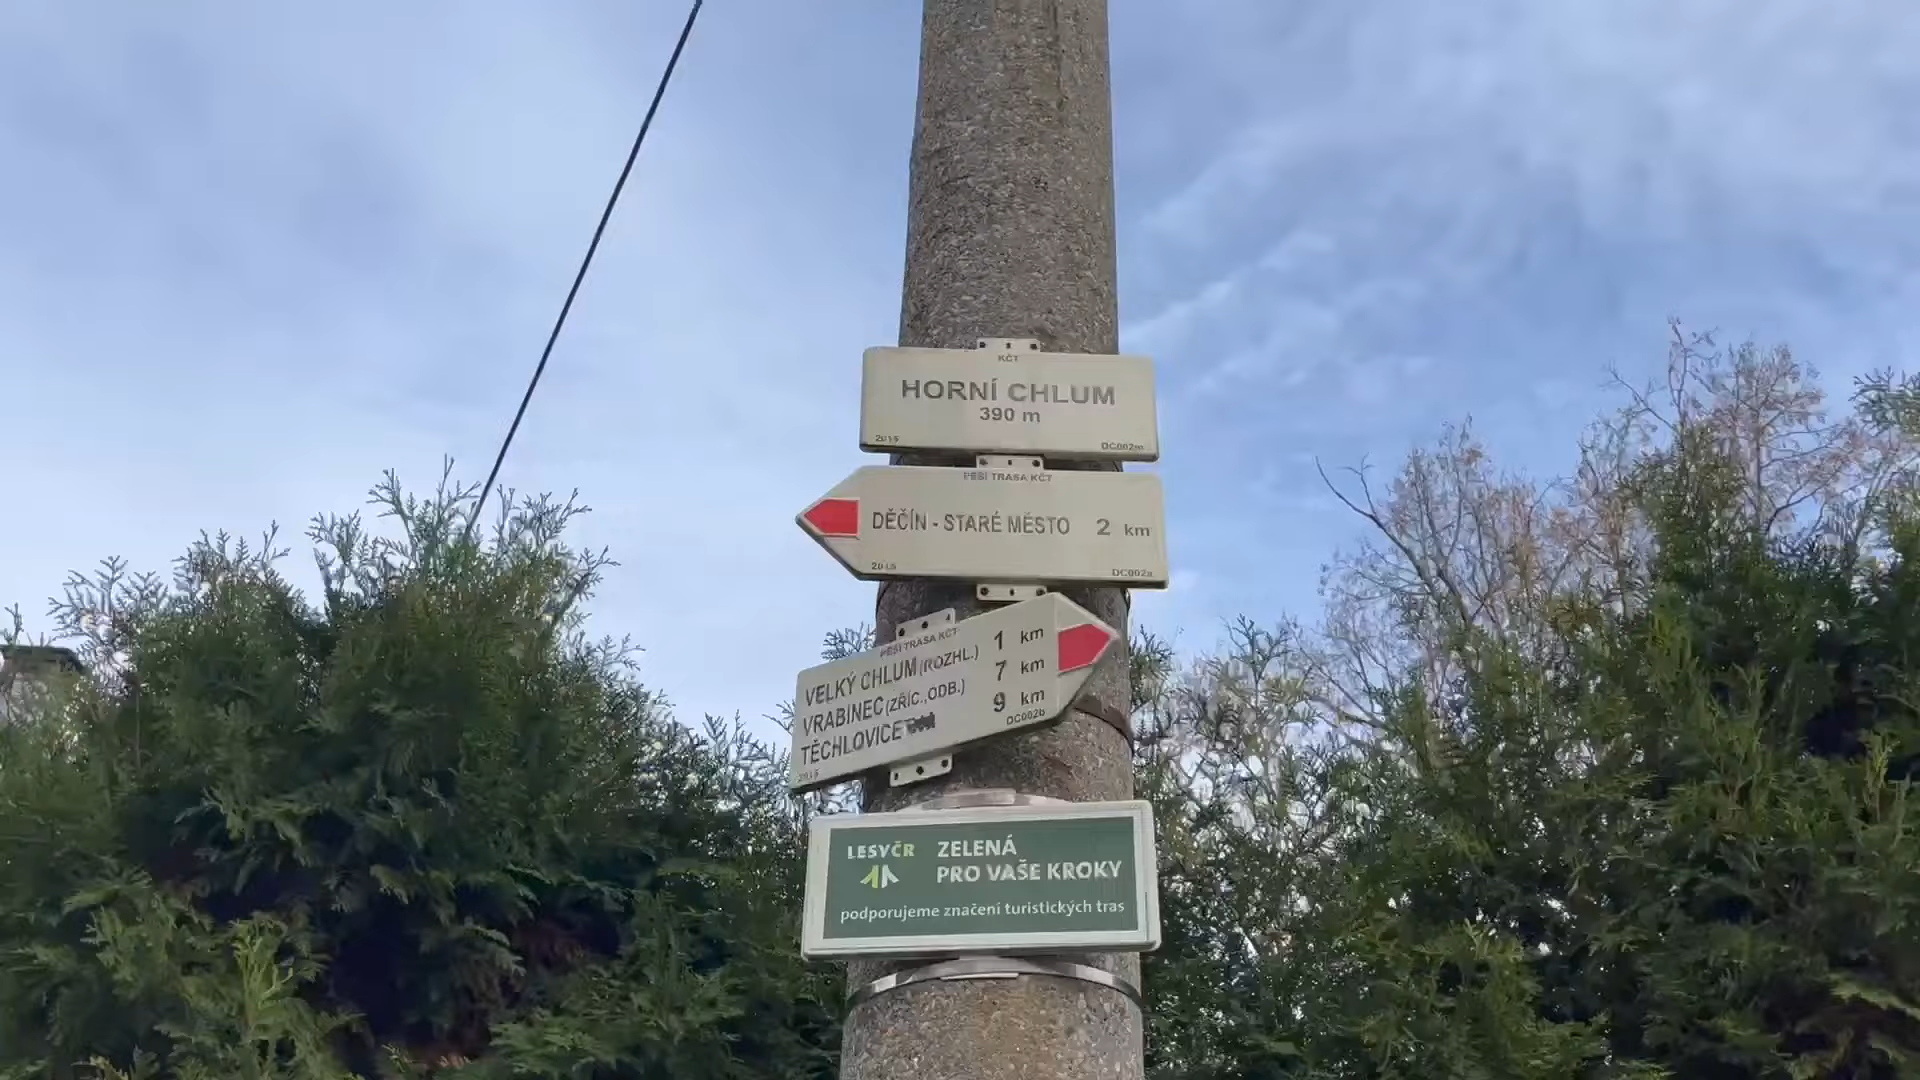 KČT
HORNÍ CHLUM
390 m
2015 DC002m
PĚŠÍ TRASA KČT
DĚČÍN - STARÉ MĚSTO 2 km
2015 DC002a
PĚŠÍ TRASA KČT
VELKÝ CHLUM (ROZHL.) 1 km
VRABINEC (ZŘÍC., ODB.) 7 km
TĚCHLOVICE 9 km
2015 DC002b
LESYČR ZELENÁ
PRO VAŠE KROKY
podporujeme značení turistických tras